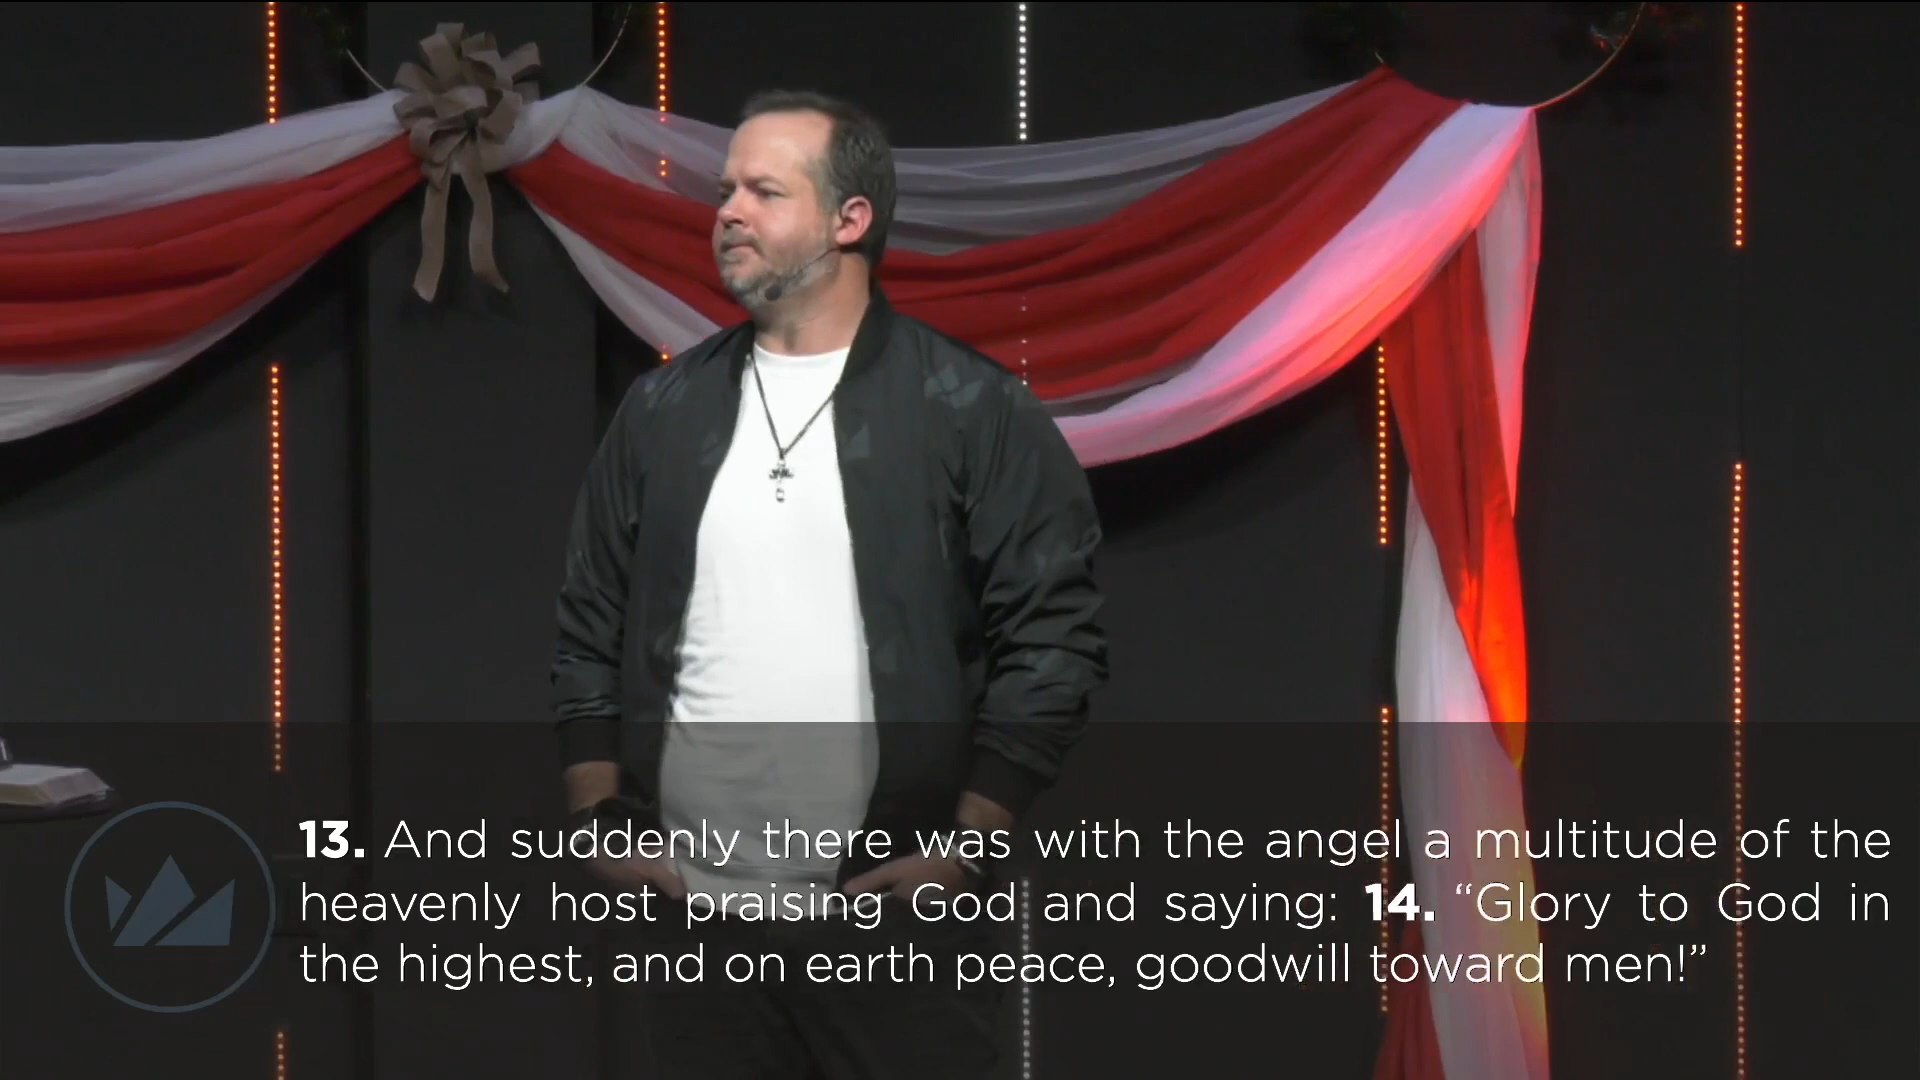 13. And suddenly there was with the angel a multitude of the
heavenly host praising God and saying: 14. “Glory to God in
the highest, and on earth peace, goodwill toward men!”